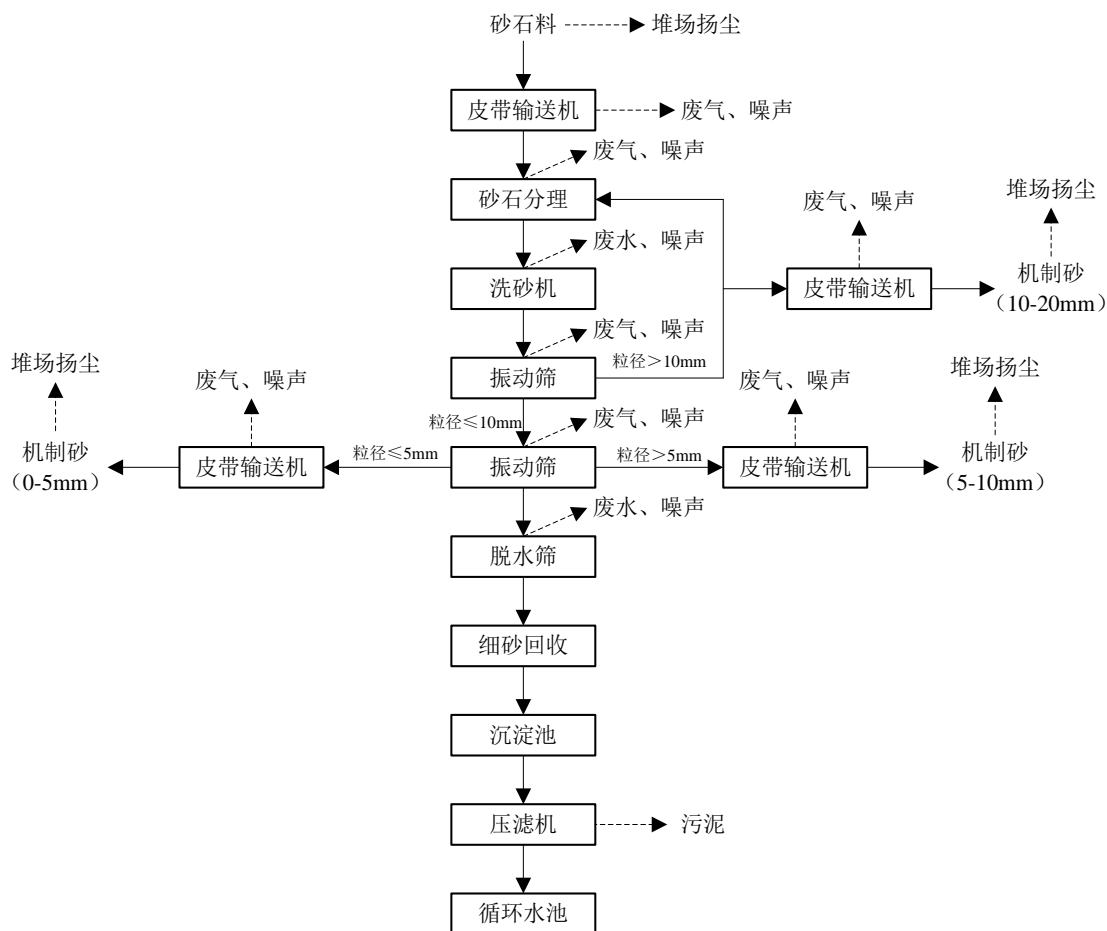 砂石料
堆场扬尘
皮带输送机
废气、噪声
废气、噪声
砂石分理
废气、噪声
堆场扬尘
废水、噪声
洗砂机
皮带输送机
机制砂
（10-20mm）
废气、噪声
振动筛
粒径＞10mm
堆场扬尘
废气、噪声
粒径≤10mm
废气、噪声
废气、噪声
堆场扬尘
机制砂
（0-5mm）
皮带输送机
粒径≤5mm
振动筛
粒径＞5mm
皮带输送机
机制砂
（5-10mm）
废水、噪声
脱水筛
细砂回收
沉淀池
压滤机
污泥
循环水池